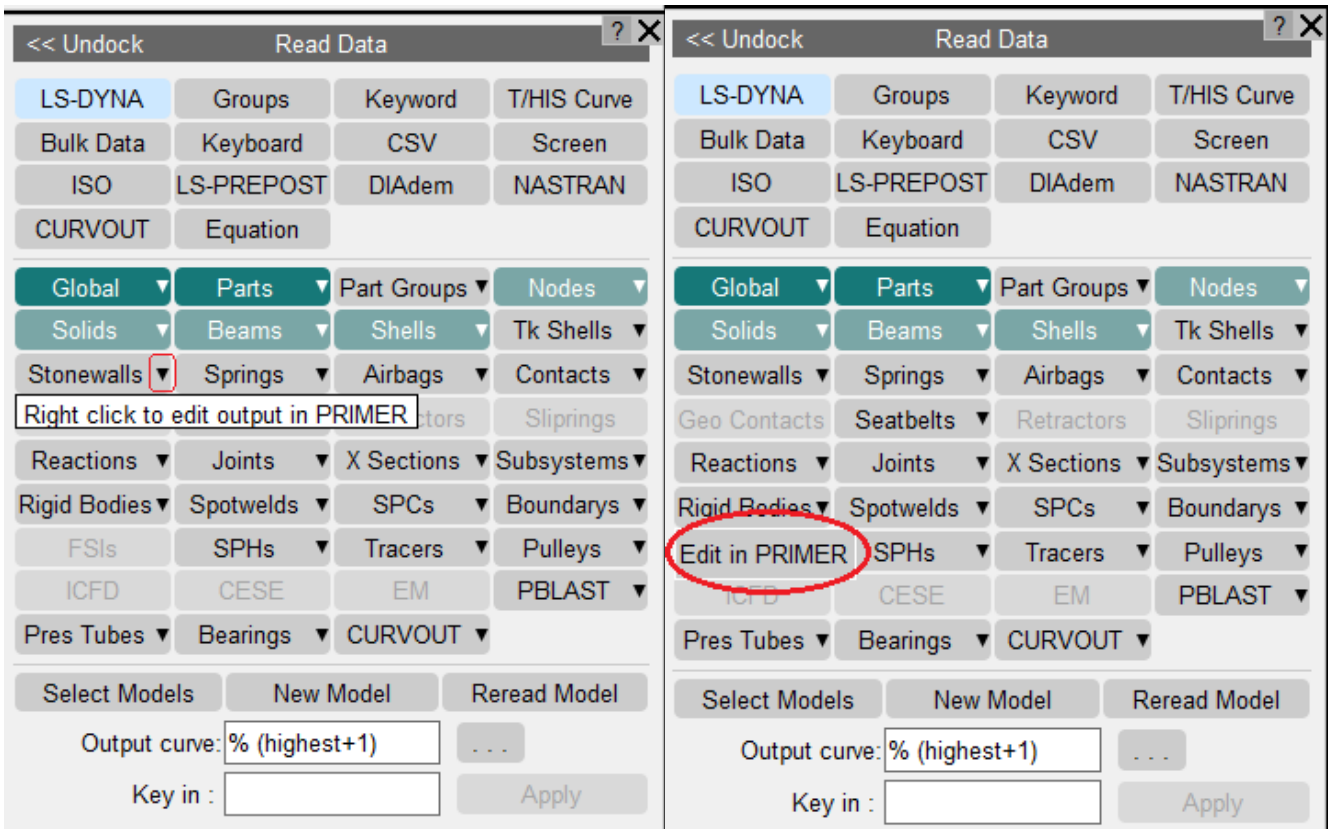 << Undock Read Data ? X
LS-DYNA Groups Keyword T/HIS Curve
Bulk Data Keyboard CSV Screen
ISO LS-PREPOST DIAdem NASTRAN
CURVOUT Equation
Global Parts Part Groups Nodes
Solids Beams Shells Tk Shells
Stonewalls Springs Airbags Contacts
Right click to edit output in PRIMER ctors Sliprings
Reactions Joints X Sections Subsystems
Rigid Bodies Spotwelds SPCs Boundarys
FSIs SPHs Tracers Pulleys
ICFD CESE EM PBLAST
Pres Tubes Bearings CURVOUT
Select Models New Model Reread Model
Output curve: % (highest+1) . . .
Key in : Apply
<< Undock Read Data ? X
LS-DYNA Groups Keyword T/HIS Curve
Bulk Data Keyboard CSV Screen
ISO LS-PREPOST DIAdem NASTRAN
CURVOUT Equation
Global Parts Part Groups Nodes
Solids Beams Shells Tk Shells
Stonewalls Springs Airbags Contacts
Geo Contacts Seatbelts Retractors Sliprings
Reactions Joints X Sections Subsystems
Rigid Bodies Spotwelds SPCs Boundarys
Edit in PRIMER SPHs Tracers Pulleys
ICFD CESE EM PBLAST
Pres Tubes Bearings CURVOUT
Select Models New Model Reread Model
Output curve: % (highest+1) . . .
Key in : Apply